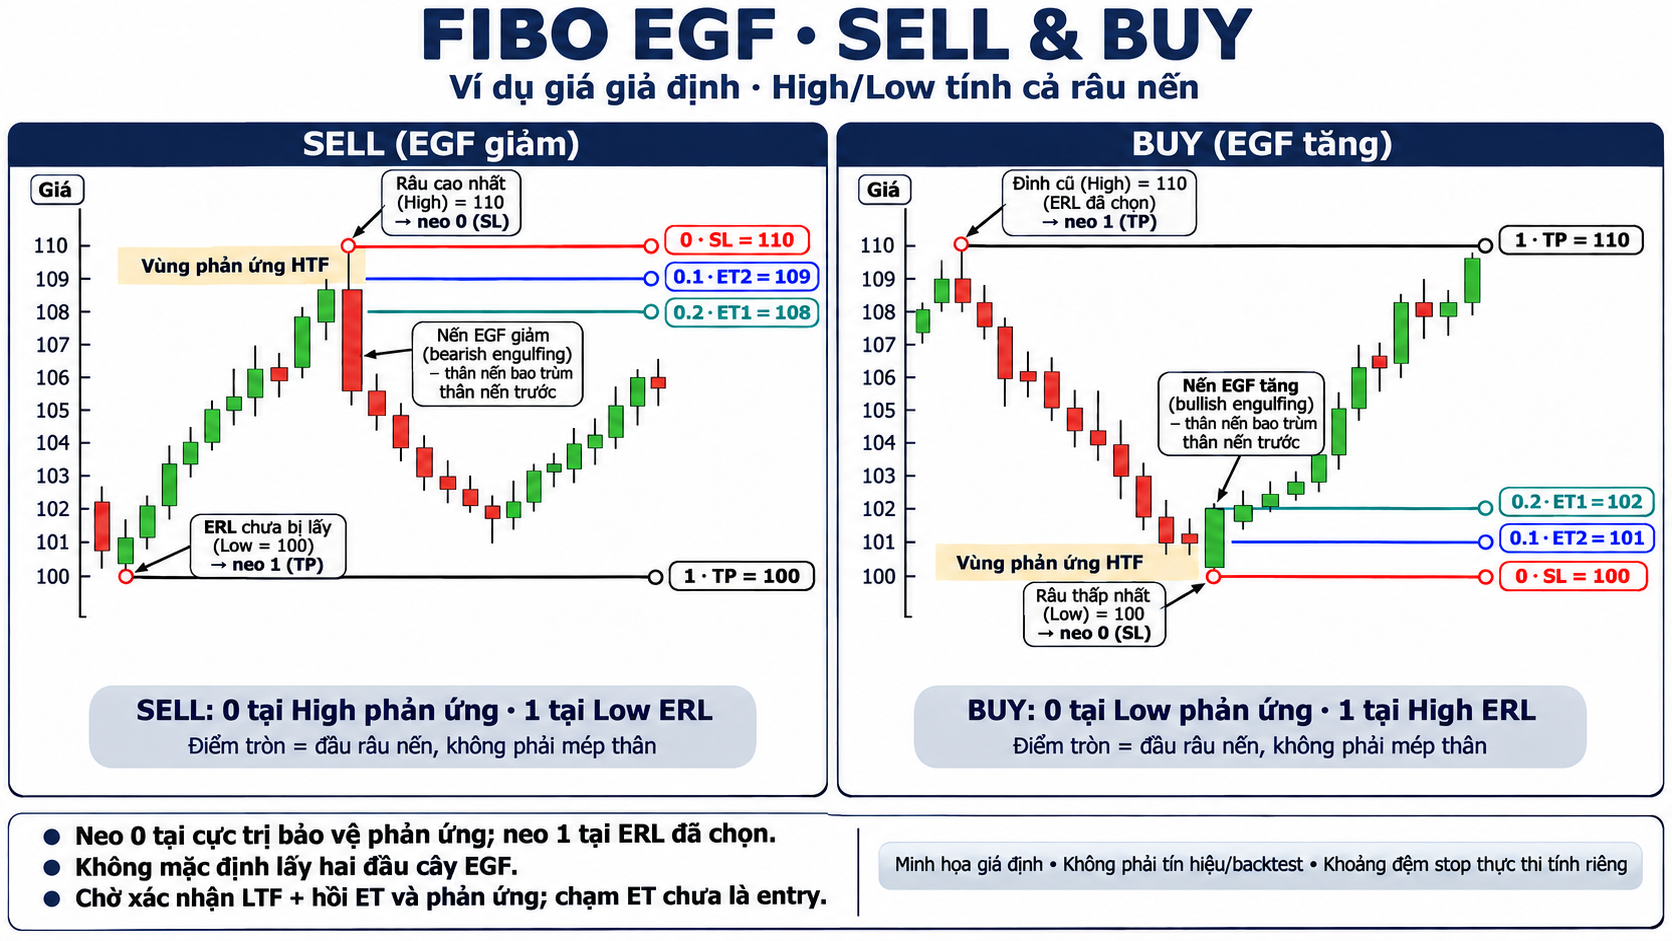 FIBO EGF • SELL & BUY
Ví dụ giá giả định · High/Low tính cả râu nến
SELL (EGF giảm)
Giá
Râu cao nhất
(High) = 110
→ neo 0 (SL)
110
109
108
107
106
105
104
103
102
101
100
Vùng phản ứng HTF
0 · SL = 110
0.1 · ET2 = 109
0.2 · ET1 = 108
Nến EGF giảm
(bearish engulfing)
– thân nến bao trùm
thân nến trước
ERL chưa bị lấy
(Low = 100)
→ neo 1 (TP)
1 · TP = 100
SELL: 0 tại High phản ứng · 1 tại Low ERL
Điểm tròn = đầu râu nến, không phải mép thân
BUY (EGF tăng)
Giá
Đỉnh cũ (High) = 110
(ERL đã chọn)
→ neo 1 (TP)
110
109
108
107
106
105
104
103
102
101
100
1 · TP = 110
Nến EGF tăng
(bullish engulfing)
– thân nến bao trùm
thân nến trước
0.2 · ET1 = 102
0.1 · ET2 = 101
0 · SL = 100
Vùng phản ứng HTF
Râu thấp nhất
(Low) = 100
→ neo 0 (SL)
BUY: 0 tại Low phản ứng · 1 tại High ERL
Điểm tròn = đầu râu nến, không phải mép thân
● Neo 0 tại cực trị bảo vệ phản ứng; neo 1 tại ERL đã chọn.
● Không mặc định lấy hai đầu cây EGF.
● Chờ xác nhận LTF + hồi ET và phản ứng; chạm ET chưa là entry.
Minh họa giá định • Không phải tín hiệu/backtest • Khoảng đệm stop thực thi tính riêng